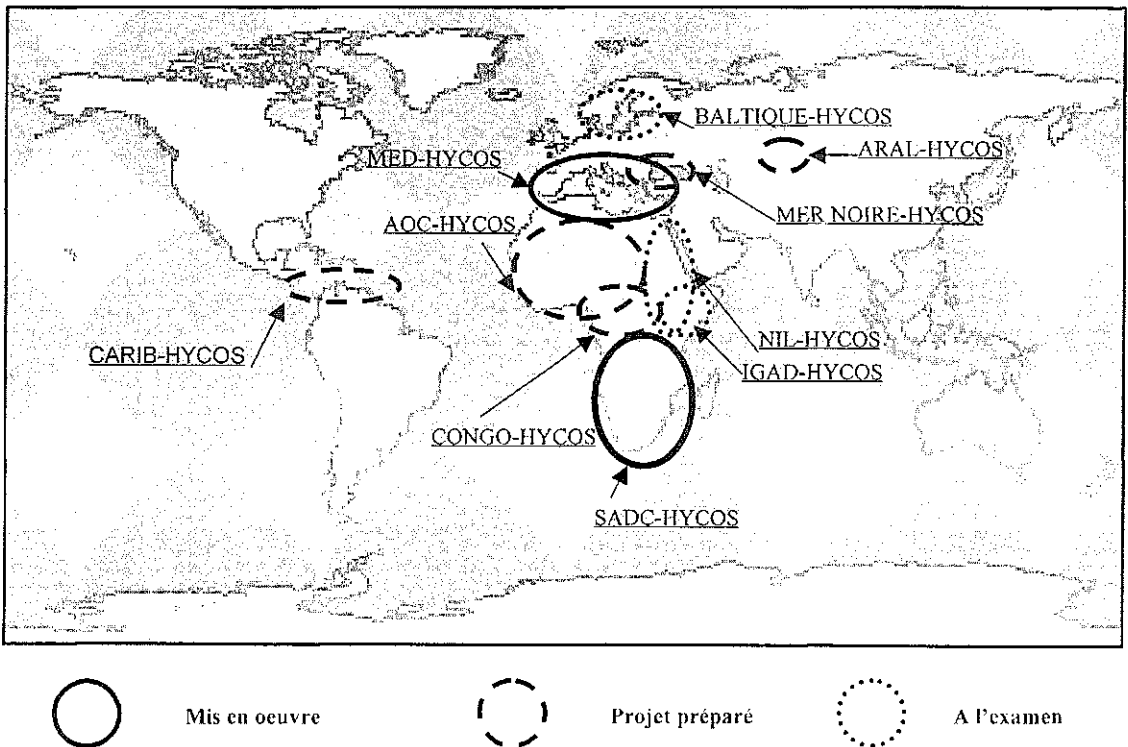 BALTIQUE-HYCOS
ARAL-HYCOS
MED-HYCOS
MER NOIRE-HYCOS
AOC-HYCOS
NIL-HYCOS
CARIB-HYCOS
IGAD-HYCOS
CONGO-HYCOS
SADC-HYCOS
Mis en oeuvre
Projet préparé
A l'examen